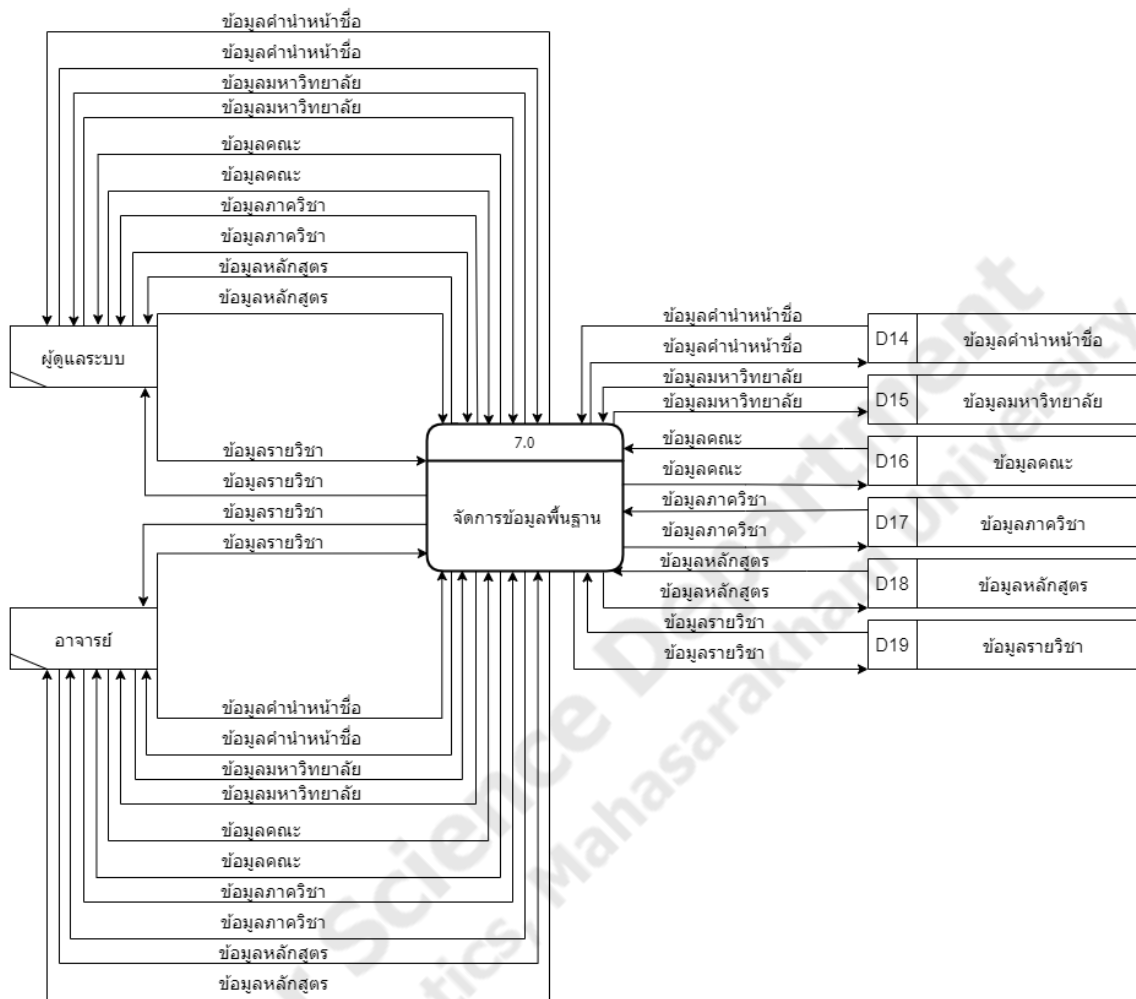 ข้อมูลคำนำหน้าชื่อ
ข้อมูลคำนำหน้าชื่อ
ข้อมูลมหาวิทยาลัย
ข้อมูลมหาวิทยาลัย
ข้อมูลคณะ
ข้อมูลคณะ
ข้อมูลภาควิชา
ข้อมูลภาควิชา
ข้อมูลหลักสูตร
ข้อมูลหลักสูตร
ผู้ดูแลระบบ
ข้อมูลรายวิชา
ข้อมูลรายวิชา
ข้อมูลรายวิชา
ข้อมูลรายวิชา
อาจารย์
7.0
จัดการข้อมูลพื้นฐาน
ข้อมูลคำนำหน้าชื่อ
ข้อมูลคำนำหน้าชื่อ
ข้อมูลมหาวิทยาลัย
ข้อมูลมหาวิทยาลัย
ข้อมูลคณะ
ข้อมูลคณะ
ข้อมูลภาควิชา
ข้อมูลภาควิชา
ข้อมูลหลักสูตร
ข้อมูลหลักสูตร
ข้อมูลรายวิชา
ข้อมูลรายวิชา
D14 ข้อมูลคำนำหน้าชื่อ
D15 ข้อมูลมหาวิทยาลัย
D16 ข้อมูลคณะ
D17 ข้อมูลภาควิชา
D18 ข้อมูลหลักสูตร
D19 ข้อมูลรายวิชา
ข้อมูลคำนำหน้าชื่อ
ข้อมูลคำนำหน้าชื่อ
ข้อมูลมหาวิทยาลัย
ข้อมูลมหาวิทยาลัย
ข้อมูลคณะ
ข้อมูลคณะ
ข้อมูลภาควิชา
ข้อมูลภาควิชา
ข้อมูลหลักสูตร
ข้อมูลหลักสูตร
Science Department
Mahasarakham University